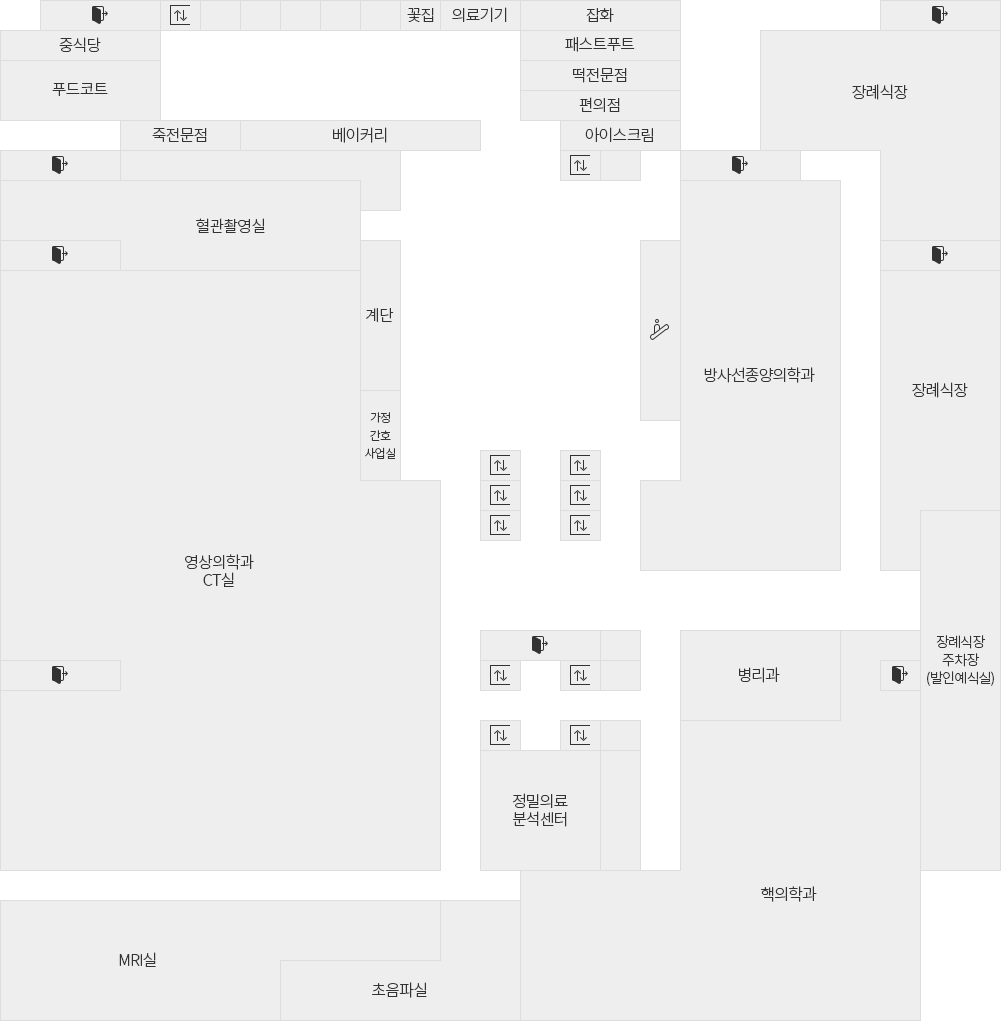 꽃집
의료기기
잡화
중식당
패스트푸트
푸드코트
떡전문점
장례식장
편의점
죽전문점
베이커리
아이스크림
혈관촬영실
계단
방사선종양의학과
장례식장
가정
간호
사업실
영상의학과
CT실
장례식장
주차장
(발인예식실)
병리과
정밀의료
분석센터
핵의학과
MRI실
초음파실